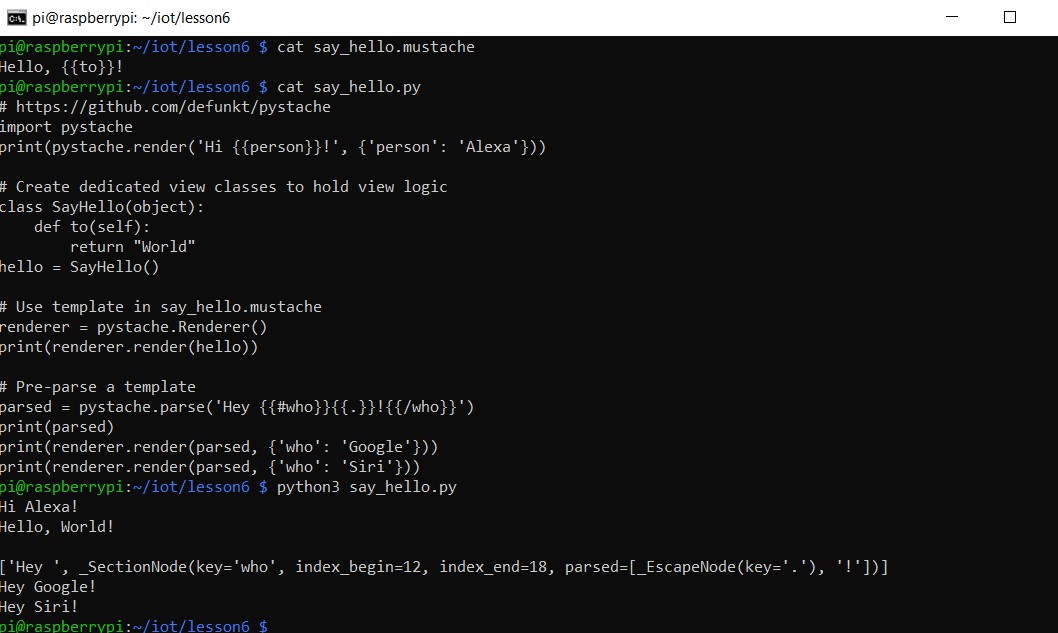 pi@raspberrypi: ~/iot/lesson6
pi@raspberrypi:~/iot/lesson6 $ cat say_hello.mustache
Hello, {{to}}!
pi@raspberrypi:~/iot/lesson6 $ cat say_hello.py
# https://github.com/defunkt/pystache
import pystache
print(pystache.render('Hi {{person}}!', {'person': 'Alexa'}))

# Create dedicated view classes to hold view logic
class SayHello(object):
    def to(self):
        return "World"
hello = SayHello()

# Use template in say_hello.mustache
renderer = pystache.Renderer()
print(renderer.render(hello))

# Pre-parse a template
parsed = pystache.parse('Hey {{#who}}{{.}}!{{/who}}')
print(parsed)
print(renderer.render(parsed, {'who': 'Google'}))
print(renderer.render(parsed, {'who': 'Siri'}))
pi@raspberrypi:~/iot/lesson6 $ python3 say_hello.py
Hi Alexa!
Hello, World!

['Hey ', _SectionNode(key='who', index_begin=12, index_end=18, parsed=[_EscapeNode(key='.'), '!'])]
Hey Google!
Hey Siri!
pi@raspberrypi:~/iot/lesson6 $